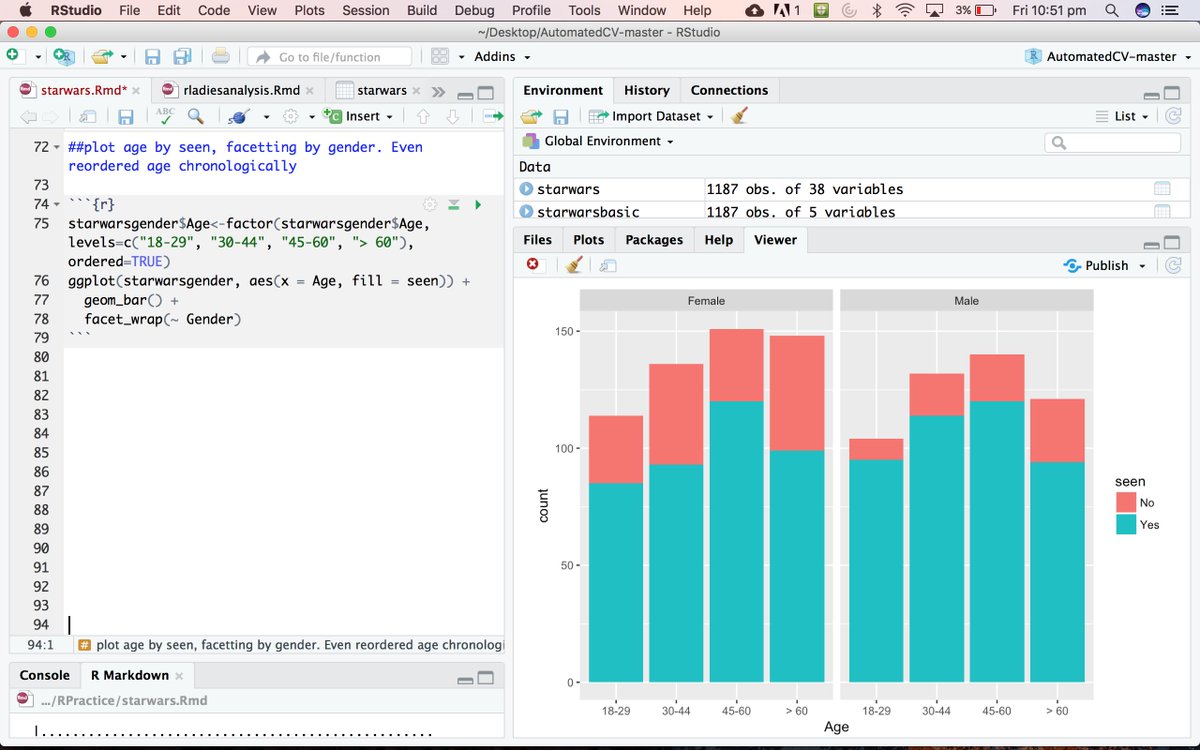 RStudio File Edit Code View Plots Session Build Debug Profile Tools Window Help 1 3% Fri 10:51 pm
~/Desktop/AutomatedCV-master - RStudio
Go to file/function Addins AutomatedCV-master
starwars.Rmd* rladiesanalysis.Rmd starwars
ABC Insert
72 ##plot age by seen, facetting by gender. Even
reordered age chronologically
73
74 ```{r}
75 starwarsgender$Age<-factor(starwarsgender$Age,
levels=c("18-29", "30-44", "45-60", "> 60"),
ordered=TRUE)
76 ggplot(starwarsgender, aes(x = Age, fill = seen)) +
77 geom_bar() +
78 facet_wrap(~ Gender)
79 ```
80
81
82
83
84
85
86
87
88
89
90
91
92
93
94
94:1 # plot age by seen, facetting by gender. Even reordered age chronologi
Console R Markdown
.../RPractice/starwars.Rmd
|..................................................
Environment History Connections
Import Dataset List
Global Environment
Data
starwars 1187 obs. of 38 variables
starwarsbasic 1187 obs. of 5 variables
Files Plots Packages Help Viewer
Publish
Female Male
150
100
50
0
count
18-29 30-44 45-60 > 60 18-29 30-44 45-60 > 60
Age
seen
No
Yes